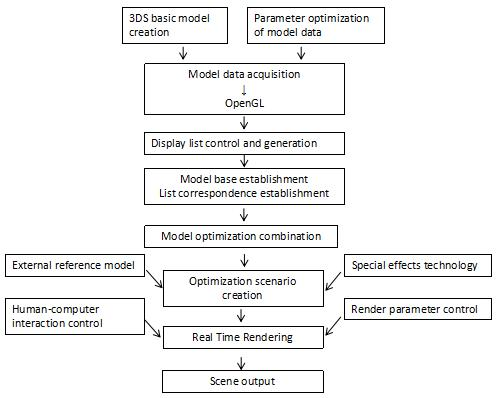 3DS basic model
creation
Parameter optimization
of model data
Model data acquisition
↓
OpenGL
Display list control and generation
Model base establishment
List correspondence establishment
Model optimization combination
External reference model
Special effects technology
Optimization scenario
creation
Human-computer
interaction control
Render parameter control
Real Time Rendering
Scene output